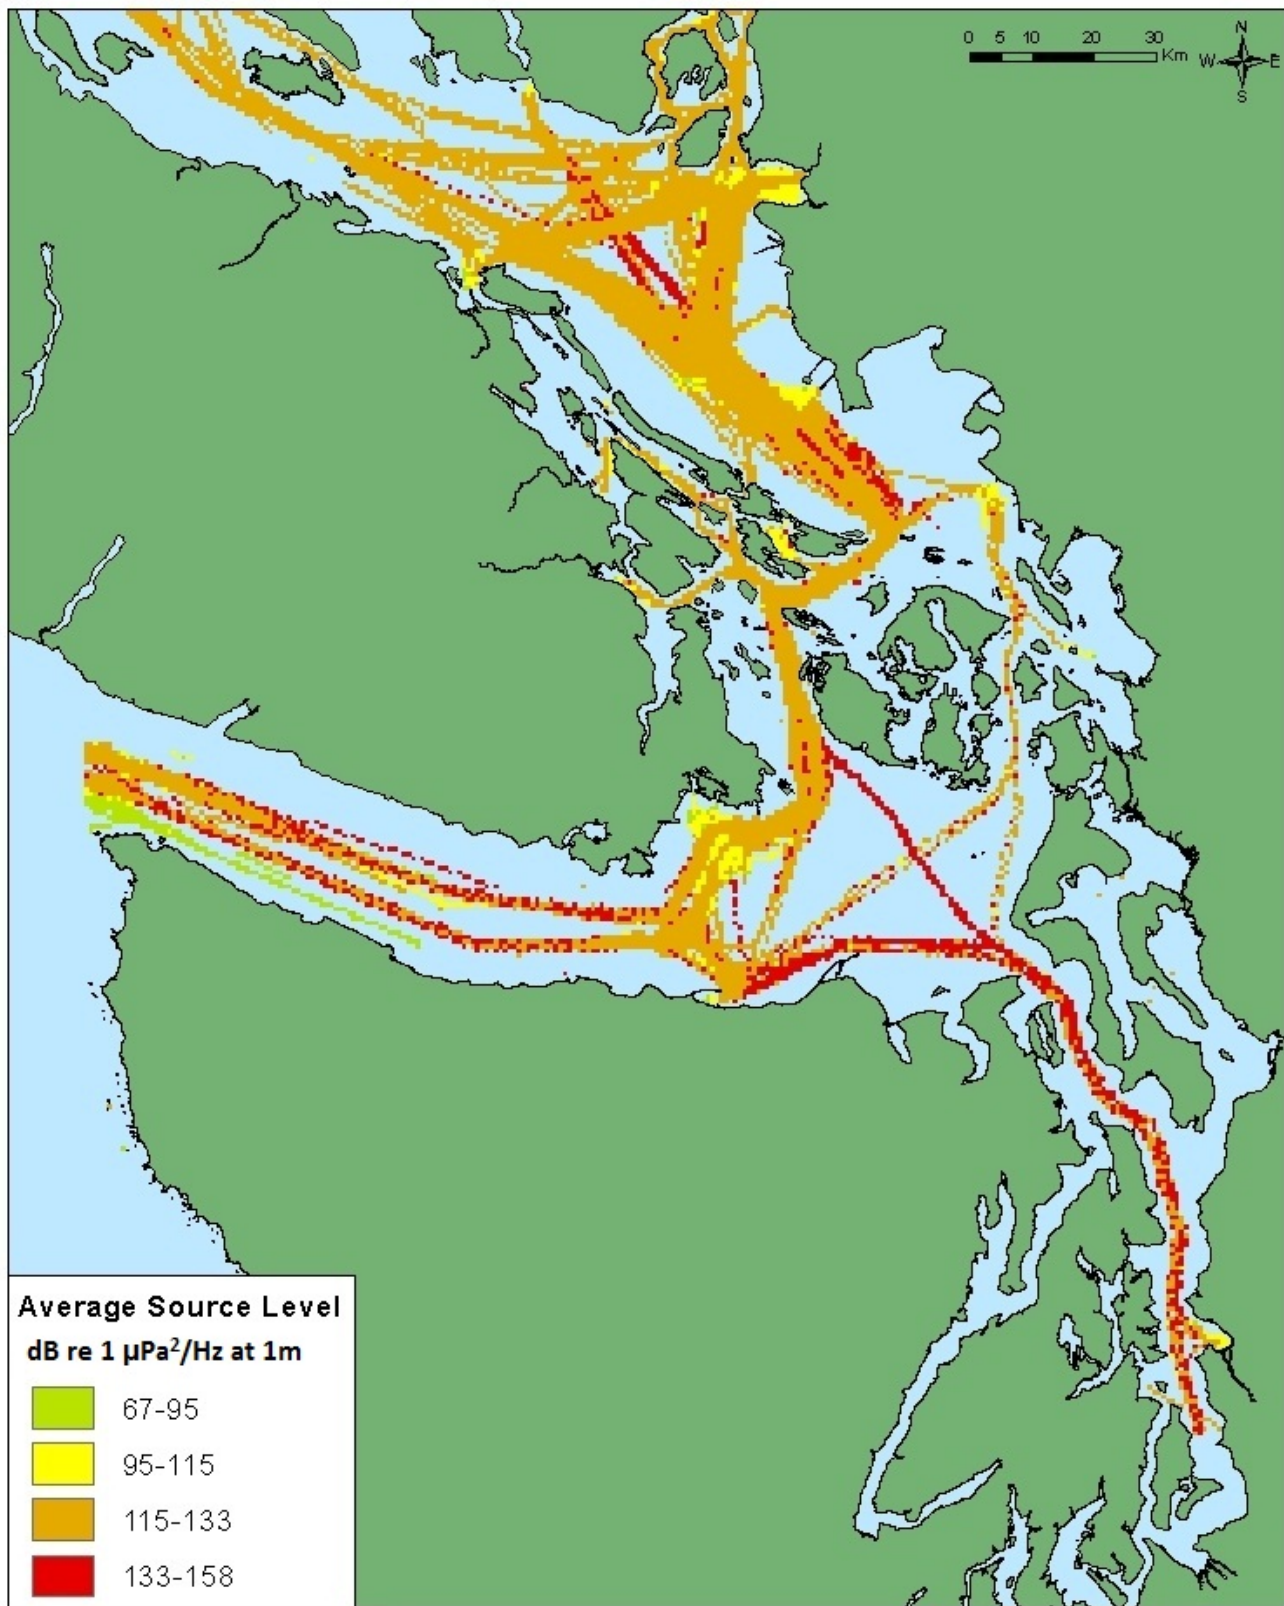 N
0 5 10 20 30
Km W E
S
Average Source Level
dB re 1 µPa²/Hz at 1m
67-95
95-115
115-133
133-158